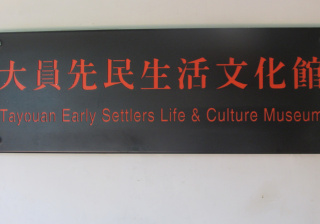 大員先民生活文化館
Tayouan Early Settlers Life & Culture Museum